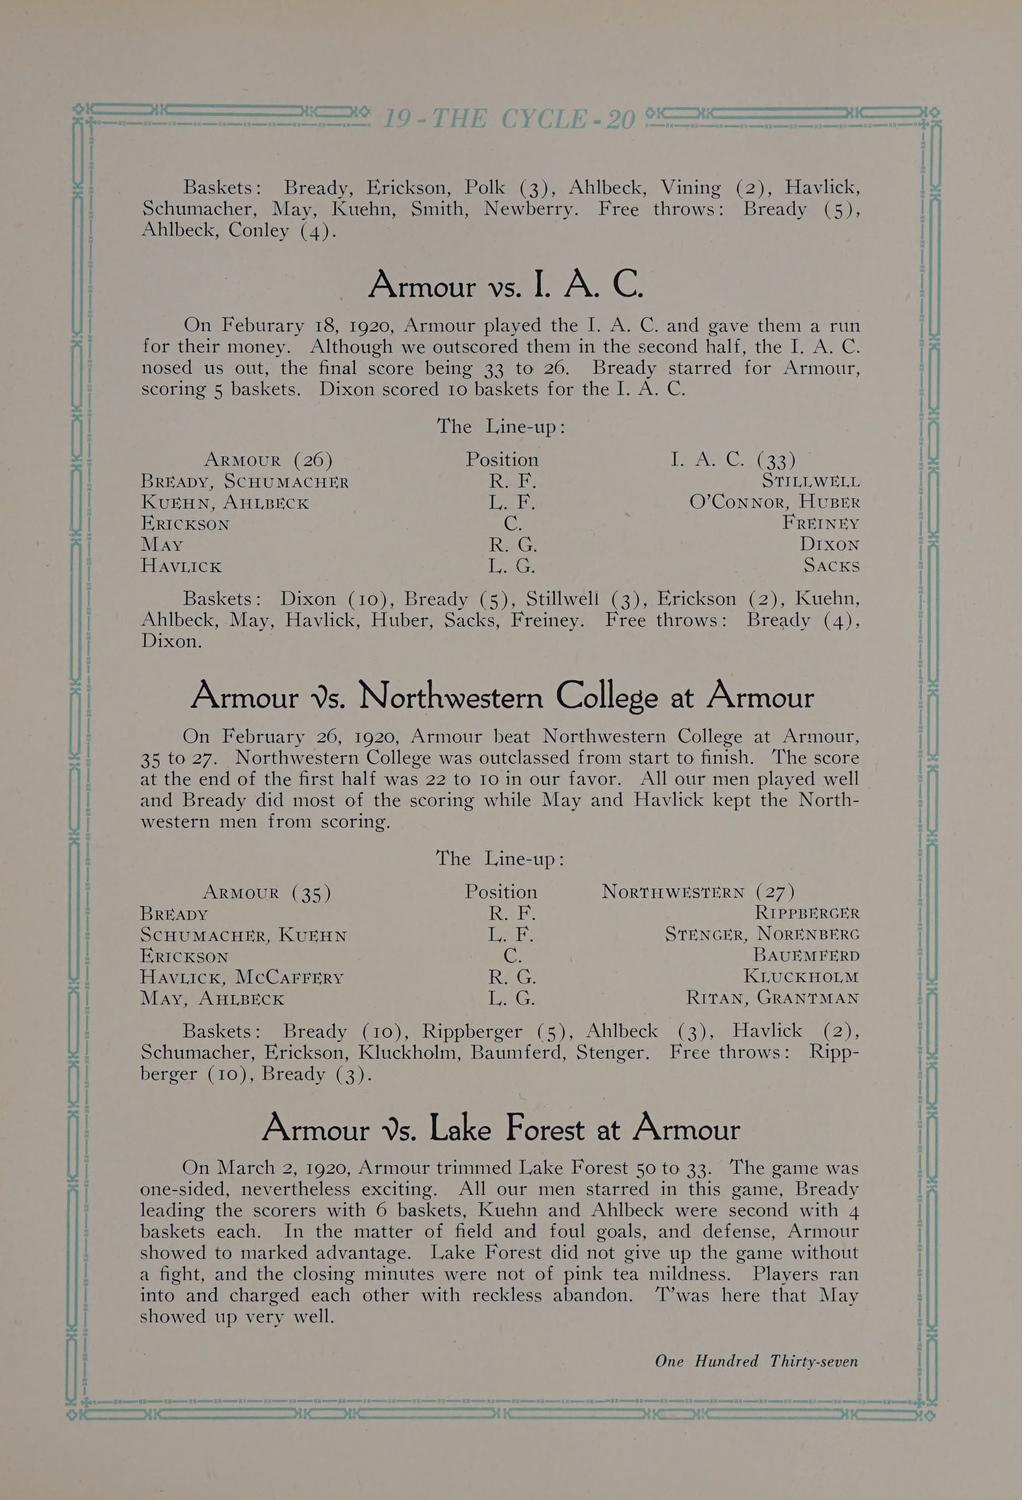 19-THE CYCLE-20
Baskets: Bready, Erickson, Polk (3), Ahlbeck, Vining (2), Havlick,
Schumacher, May, Kuehn, Smith, Newberry. Free throws: Bready (5),
Ahlbeck, Conley (4).
Armour vs. I. A. C.
On Feburary 18, 1920, Armour played the I. A. C. and gave them a run
for their money. Although we outscored them in the second half, the I. A. C.
nosed us out, the final score being 33 to 26. Bready starred for Armour,
scoring 5 baskets. Dixon scored 10 baskets for the I. A. C.
The Line-up:
ARMOUR (26) Position I. A. C. (33)
BREADY, SCHUMACHER R. F. STILLWELL
KUEHN, AHLBECK L. F. O'CONNOR, HUBER
ERICKSON C. FREINEY
MAY R. G. DIXON
HAVLICK L. G. SACKS
Baskets: Dixon (10), Bready (5), Stillwell (3), Erickson (2), Kuehn,
Ahlbeck, May, Havlick, Huber, Sacks, Freiney. Free throws: Bready (4),
Dixon.
Armour Vs. Northwestern College at Armour
On February 26, 1920, Armour beat Northwestern College at Armour,
35 to 27. Northwestern College was outclassed from start to finish. The score
at the end of the first half was 22 to 10 in our favor. All our men played well
and Bready did most of the scoring while May and Havlick kept the North-
western men from scoring.
The Line-up:
ARMOUR (35) Position NORTHWESTERN (27)
BREADY R. F. RIPPBERGER
SCHUMACHER, KUEHN L. F. STENGER, NORENBERG
ERICKSON C. BAUEMFERD
HAVLICK, MCCAFFERY R. G. KLUCKHOLM
MAY, AHLBECK L. G. RITAN, GRANTMAN
Baskets: Bready (10), Rippberger (5), Ahlbeck (3), Havlick (2),
Schumacher, Erickson, Kluckholm, Baumferd, Stenger. Free throws: Ripp-
berger (10), Bready (3).
Armour Vs. Lake Forest at Armour
On March 2, 1920, Armour trimmed Lake Forest 50 to 33. The game was
one-sided, nevertheless exciting. All our men starred in this game, Bready
leading the scorers with 6 baskets, Kuehn and Ahlbeck were second with 4
baskets each. In the matter of field and foul goals, and defense, Armour
showed to marked advantage. Lake Forest did not give up the game without
a fight, and the closing minutes were not of pink tea mildness. Players ran
into and charged each other with reckless abandon. T'was here that May
showed up very well.
One Hundred Thirty-seven